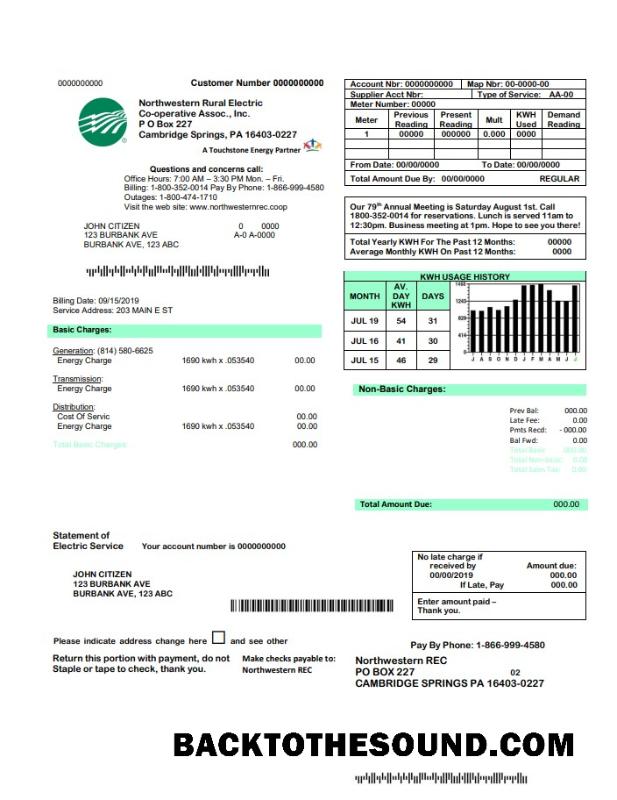 0000000000
Customer Number 0000000000
Northwestern Rural Electric
Co-operative Assoc., Inc.
P O Box 227
Cambridge Springs, PA 16403-0227
A Touchstone Energy Partner
Questions and concerns call:
Office Hours: 7:00 AM – 3:30 PM Mon. – Fri.
Billing: 1-800-352-0014 Pay By Phone: 1-866-999-4580
Outages: 1-800-474-1710
Visit the web site: www.northwesternrec.coop
JOHN CITIZEN 0 0000
123 BURBANK AVE A-0 A-0000
BURBANK AVE, 123 ABC
Billing Date: 09/15/2019
Service Address: 203 MAIN E ST
Basic Charges:
Generation: (814) 580-6625
Energy Charge 1690 kwh x .053540 00.00
Transmission:
Energy Charge 1690 kwh x .053540 00.00
Distribution:
Cost Of Servic 00.00
Energy Charge 1690 kwh x .053540 00.00
Total Basic Charges: 000.00
Account Nbr: 0000000000 Map Nbr: 00-0000-00
Supplier Acct Nbr: Type of Service: AA-00
Meter Number: 00000
Meter Previous Reading Present Reading Mult KWH Used Demand Reading
1 00000 000000 0.000 0000
From Date: 00/00/0000 To Date: 00/00/0000
Total Amount Due By: 00/00/0000 REGULAR
Our 79th Annual Meeting is Saturday August 1st. Call
1800-352-0014 for reservations. Lunch is served 11am to
12:30pm. Business meeting at 1pm. Hope to see you there!
Total Yearly KWH For The Past 12 Months: 00000
Average Monthly KWH On Past 12 Months: 0000
KWH USAGE HISTORY
MONTH AV. DAY KWH DAYS
JUL 19 54 31
JUL 16 41 30
JUL 15 46 29
J A S O N D J F M A M J J
Non-Basic Charges:
Prev Bal: 000.00
Late Fee: 0.00
Pmts Recd: - 000.00
Bal Fwd: 0.00
Total Basic 000.00
Total Non-basic: 0.00
Total Sales Tax: 0.00
Total Amount Due: 000.00
Statement of
Electric Service Your account number is 0000000000
JOHN CITIZEN
123 BURBANK AVE
BURBANK AVE, 123 ABC
No late charge if
received by Amount due:
00/00/2019 000.00
If Late, Pay 000.00
Enter amount paid –
Thank you.
Please indicate address change here and see other
Return this portion with payment, do not
Staple or tape to check, thank you.
Make checks payable to:
Northwestern REC
Pay By Phone: 1-866-999-4580
Northwestern REC
PO BOX 227 02
CAMBRIDGE SPRINGS PA 16403-0227
BACKTOTHESOUND.COM